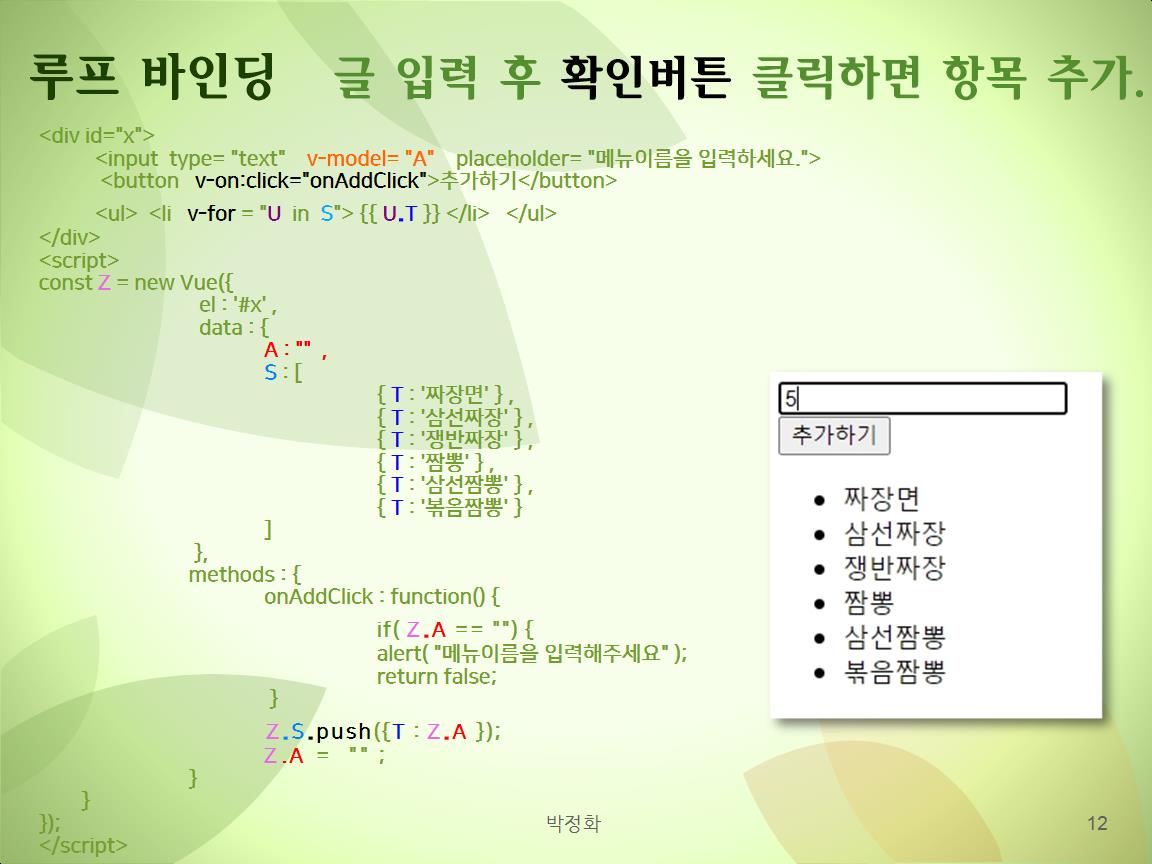 루프 바인딩 글 입력 후 확인버튼 클릭하면 항목 추가.
<div id="x">
<input type= "text" v-model= "A" placeholder= "메뉴이름을 입력하세요.">
<button v-on:click="onAddClick">추가하기</button>
<ul> <li v-for = "U in S"> {{ U.T }} </li> </ul>
</div>
<script>
const Z = new Vue({
el : '#x' ,
data : {
A : "" ,
S : [
{ T : '짜장면' } ,
{ T : '삼선짜장' } ,
{ T : '쟁반짜장' } ,
{ T : '짬뽕' } ,
{ T : '삼선짬뽕' } ,
{ T : '볶음짬뽕' }
]
},
methods : {
onAddClick : function() {
if( Z.A == "") {
alert( "메뉴이름을 입력해주세요" );
return false;
}
Z.S.push({T : Z.A });
Z.A = "" ;
}
}
});
</script>
5
추가하기
• 짜장면
• 삼선짜장
• 쟁반짜장
• 짬뽕
• 삼선짬뽕
• 볶음짬뽕
박정화
12